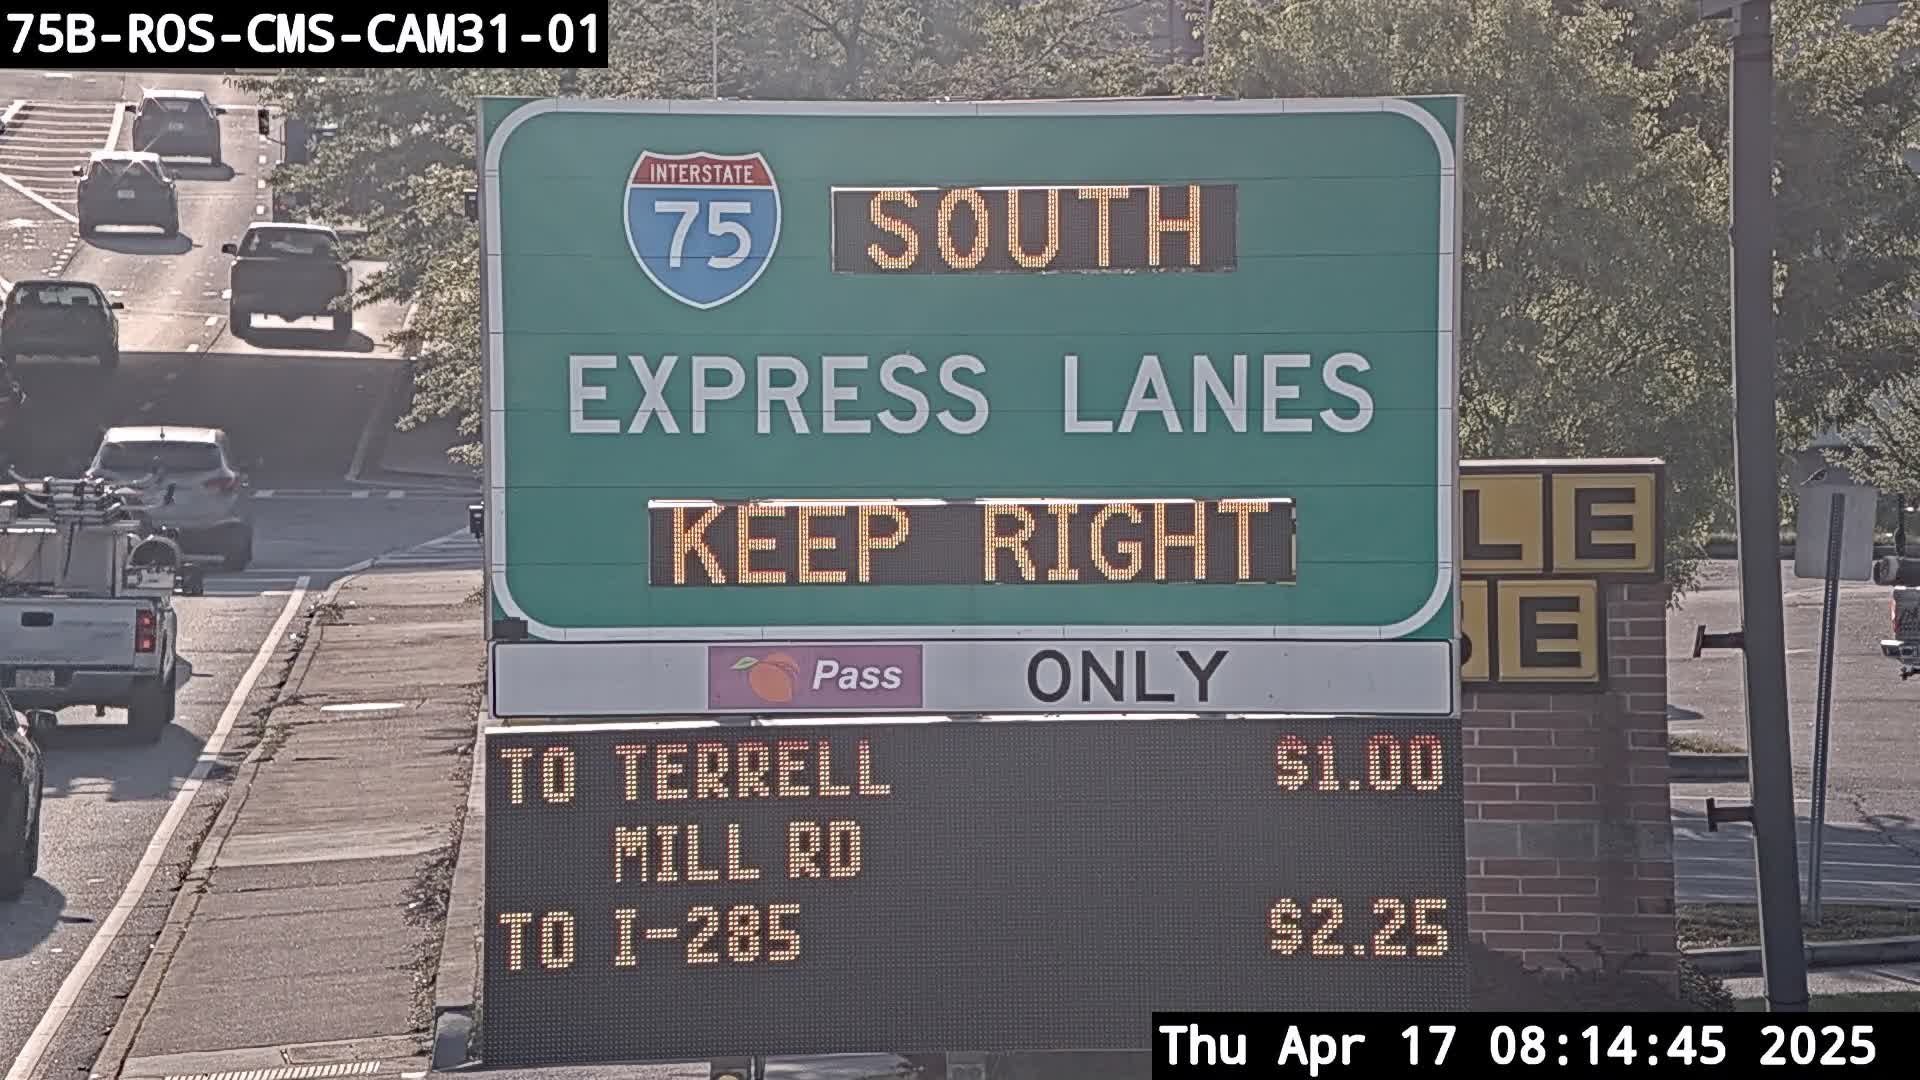 75B-ROS-CMS-CAM31-01
INTERSTATE
75
SOUTH
EXPRESS LANES
KEEP RIGHT
Pass ONLY
TO TERRELL $1.00
MILL RD
TO I-285 $2.25
LE
E
Thu Apr 17 08:14:45 2025